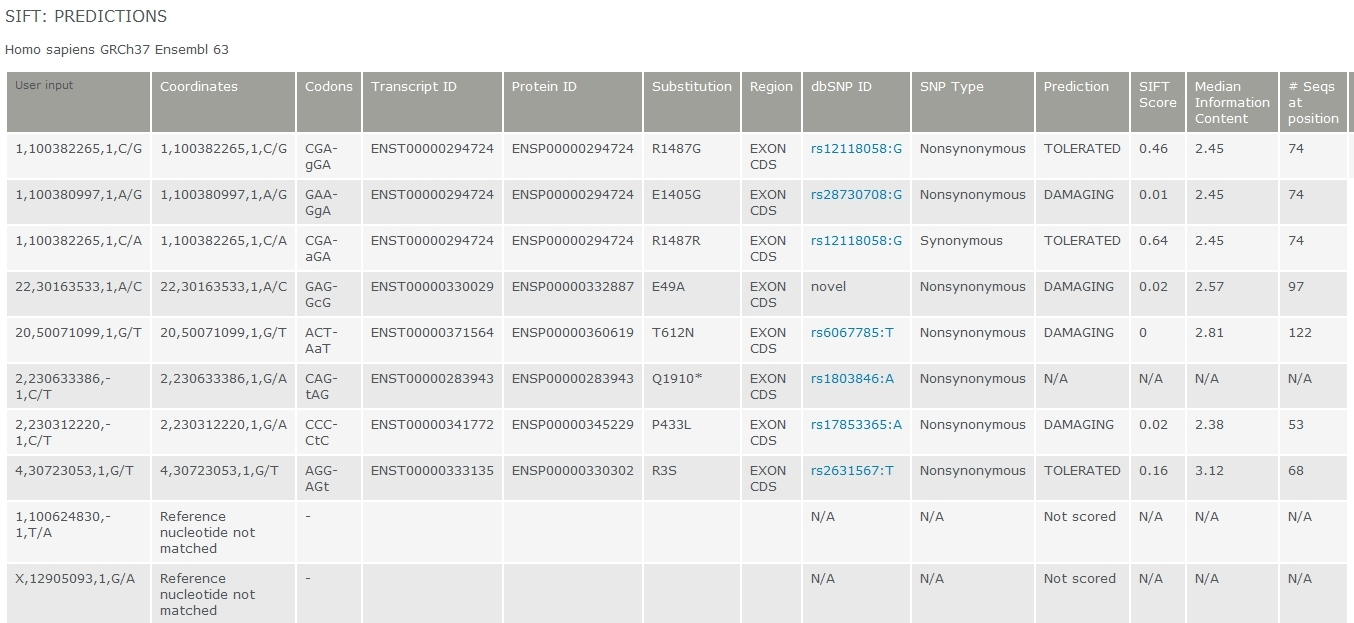 SIFT: PREDICTIONS
Homo sapiens GRCh37 Ensembl 63
User input Coordinates Codons Transcript ID Protein ID Substitution Region dbSNP ID SNP Type Prediction SIFT Score Median Information Content # Seqs at position
1,100382265,1,C/G 1,100382265,1,C/G CGA-gGA ENST00000294724 ENSP00000294724 R1487G EXON CDS rs12118058:G Nonsynonymous TOLERATED 0.46 2.45 74
1,100380997,1,A/G 1,100380997,1,A/G GAA-GgA ENST00000294724 ENSP00000294724 E1405G EXON CDS rs28730708:G Nonsynonymous DAMAGING 0.01 2.45 74
1,100382265,1,C/A 1,100382265,1,C/A CGA-aGA ENST00000294724 ENSP00000294724 R1487R EXON CDS rs12118058:G Synonymous TOLERATED 0.64 2.45 74
22,30163533,1,A/C 22,30163533,1,A/C GAG-GcG ENST00000330029 ENSP00000332887 E49A EXON CDS novel Nonsynonymous DAMAGING 0.02 2.57 97
20,50071099,1,G/T 20,50071099,1,G/T ACT-AaT ENST00000371564 ENSP00000360619 T612N EXON CDS rs6067785:T Nonsynonymous DAMAGING 0 2.81 122
2,230633386,-1,C/T 2,230633386,1,G/A CAG-tAG ENST00000283943 ENSP00000283943 Q1910* EXON CDS rs1803846:A Nonsynonymous N/A N/A N/A N/A
2,230312220,-1,C/T 2,230312220,1,G/A CCC-CtC ENST00000341772 ENSP00000345229 P433L EXON CDS rs17853365:A Nonsynonymous DAMAGING 0.02 2.38 53
4,30723053,1,G/T 4,30723053,1,G/T AGG-AGt ENST00000333135 ENSP00000330302 R3S EXON CDS rs2631567:T Nonsynonymous TOLERATED 0.16 3.12 68
1,100624830,-1,T/A Reference nucleotide not matched - N/A N/A Not scored N/A N/A N/A
X,12905093,1,G/A Reference nucleotide not matched - N/A N/A Not scored N/A N/A N/A